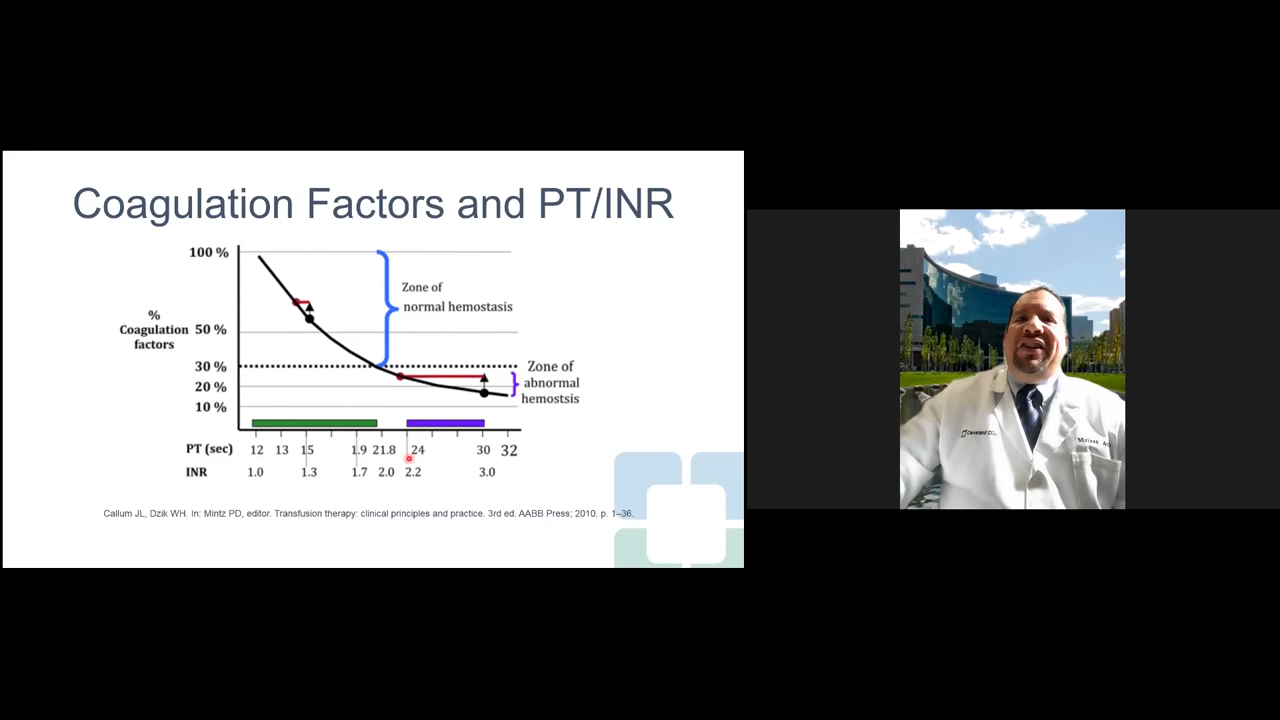 Coagulation Factors and PT/INR
100 %
Zone of
normal hemostasis
%
Coagulation
factors
50 %
30 %
20 %
10 %
Zone of
abnormal
hemostsis
PT (sec) 12 13 15 1.9 21.8 24 30 32
INR 1.0 1.3 1.7 2.0 2.2 3.0
Callum JL, Dzik WH. In: Mintz PD, editor. Transfusion therapy: clinical principles and practice. 3rd ed. AABB Press; 2010. p. 1–36.
Cleveland